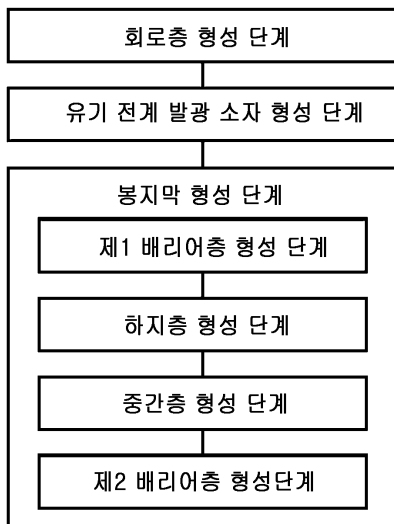 회로층 형성 단계
유기 전계 발광 소자 형성 단계
봉지막 형성 단계
제1 배리어층 형성 단계
하지층 형성 단계
중간층 형성 단계
제2 배리어층 형성단계